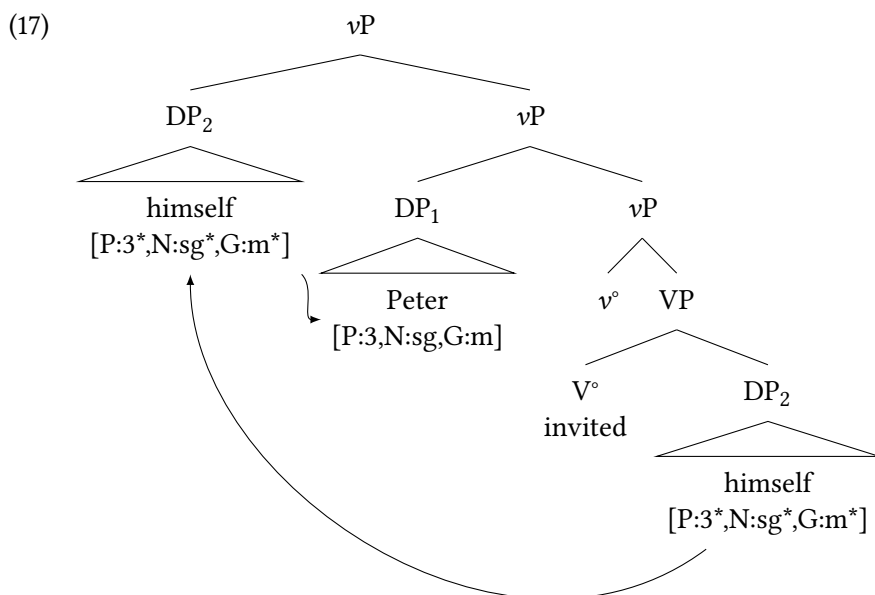 (17) vP
DP₂ vP
himself DP₁ vP
[P:3*,N:sg*,G:m*]
Peter v° VP
[P:3,N:sg,G:m]
V° DP₂
invited
himself
[P:3*,N:sg*,G:m*]